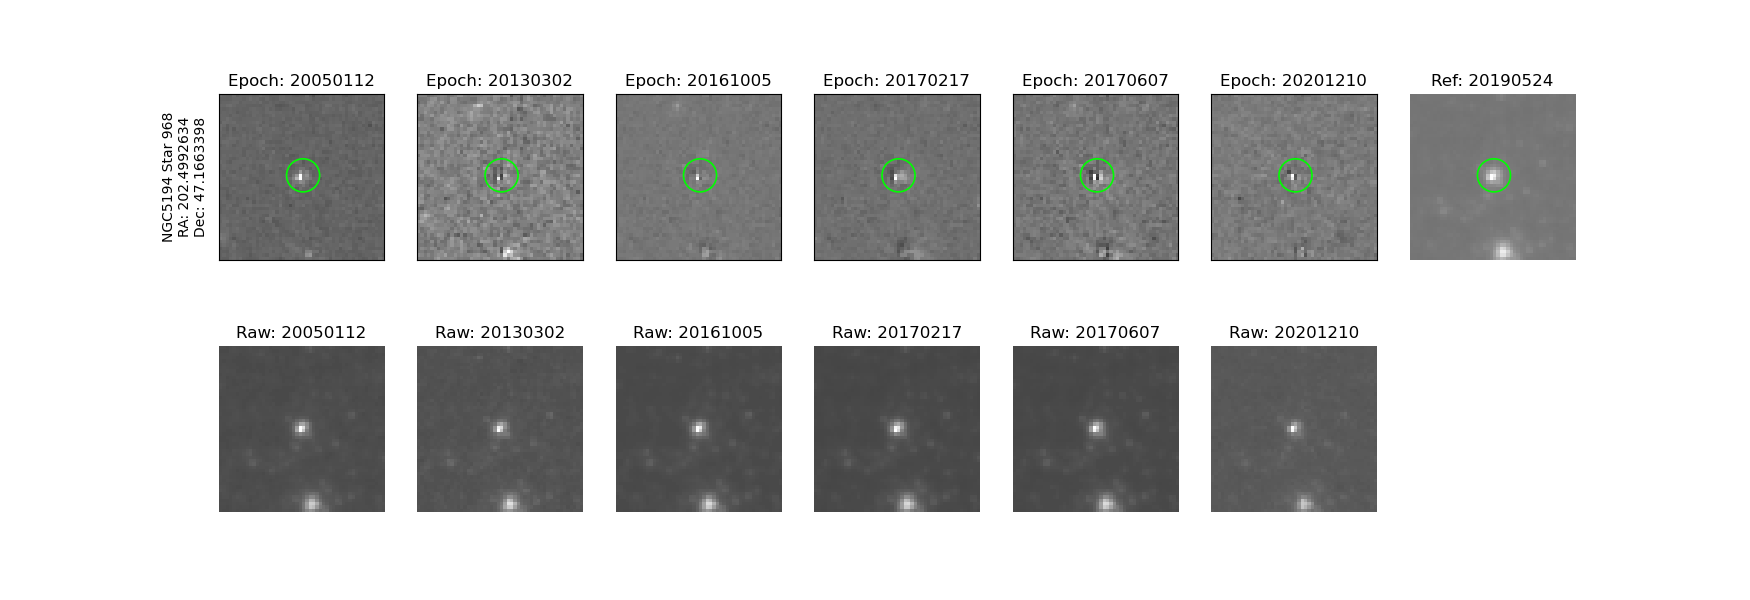 Epoch: 20050112
Epoch: 20130302
Epoch: 20161005
Epoch: 20170217
Epoch: 20170607
Epoch: 20201210
Ref: 20190524
NGC5194 Star 968
RA: 202.4992634
Dec: 47.1663398
Raw: 20050112
Raw: 20130302
Raw: 20161005
Raw: 20170217
Raw: 20170607
Raw: 20201210